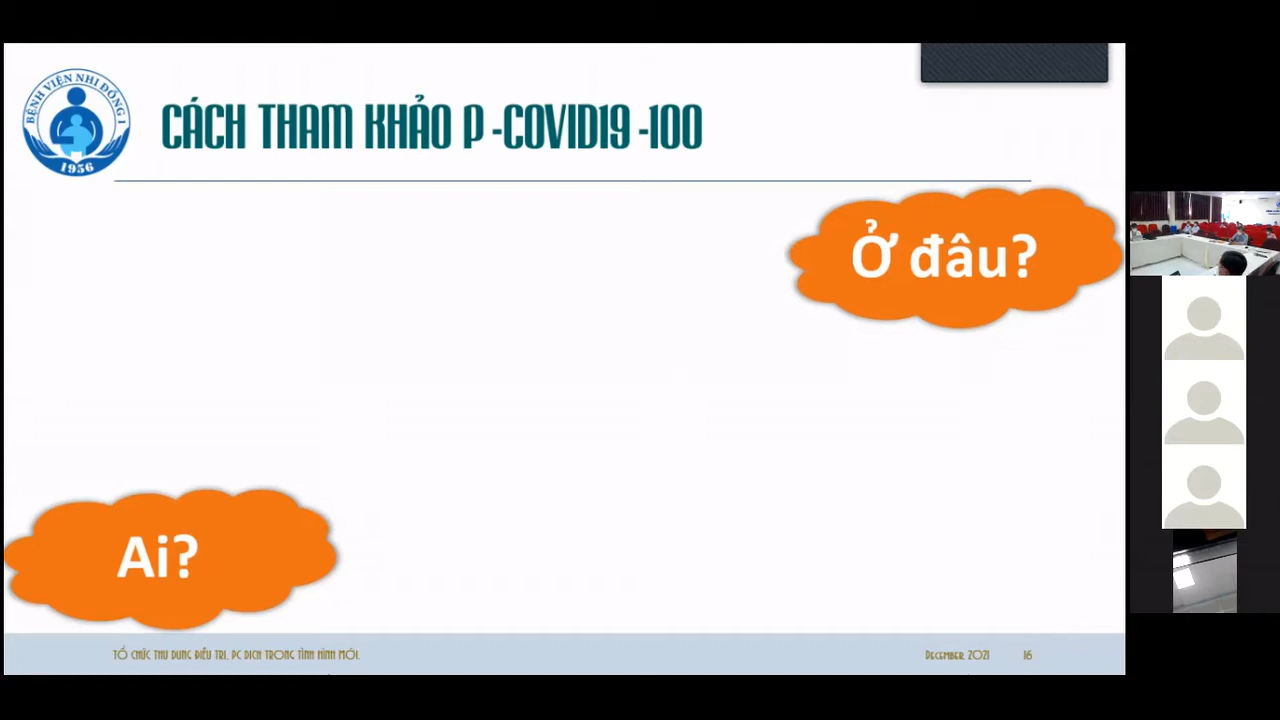 BỆNH VIỆN NHI ĐỒNG 1
1956
CÁCH THAM KHẢO P -COVID19 -100
Ở đâu?
Ai?
TỔ CHỨC THU DUNG ĐIỀU TRỊ, PC DỊCH TRONG TÌNH HÌNH MỚI.
DECEMBER, 2021
16